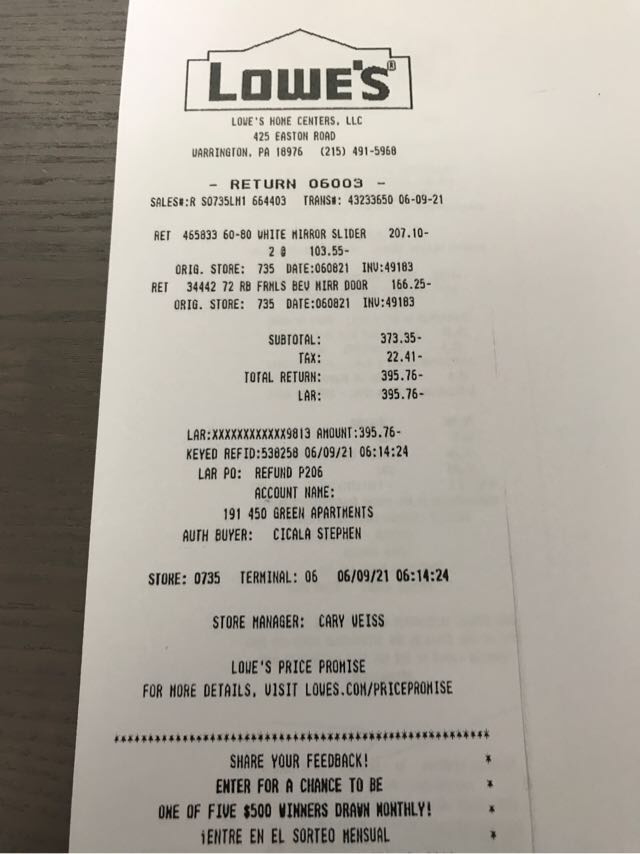 LOWE'S®
LOWE'S HOME CENTERS, LLC
425 EASTON ROAD
WARRINGTON, PA 18976 (215) 491-5968
- RETURN 06003 -
SALES#:R S0735LM1 664403 TRANS#: 43233650 06-09-21
RET 465833 60-80 WHITE MIRROR SLIDER 207.10-
2 @ 103.55-
ORIG. STORE: 735 DATE:060821 INV:49183
RET 34442 72 RB FRMLS BEV MIRR DOOR 166.25-
ORIG. STORE: 735 DATE:060821 INV:49183
SUBTOTAL: 373.35-
TAX: 22.41-
TOTAL RETURN: 395.76-
LAR: 395.76-
LAR:XXXXXXXXXXXX9813 AMOUNT:395.76-
KEYED REFID:538258 06/09/21 06:14:24
LAR PO: REFUND P206
ACCOUNT NAME:
191 450 GREEN APARTMENTS
AUTH BUYER: CICALA STEPHEN
STORE: 0735 TERMINAL: 06 06/09/21 06:14:24
STORE MANAGER: CARY WEISS
LOWE'S PRICE PROMISE
FOR MORE DETAILS, VISIT LOWES.COM/PRICEPROMISE
************************************************
SHARE YOUR FEEDBACK! *
ENTER FOR A CHANCE TO BE *
ONE OF FIVE $500 WINNERS DRAWN MONTHLY! *
¡ENTRE EN EL SORTEO MENSUAL *